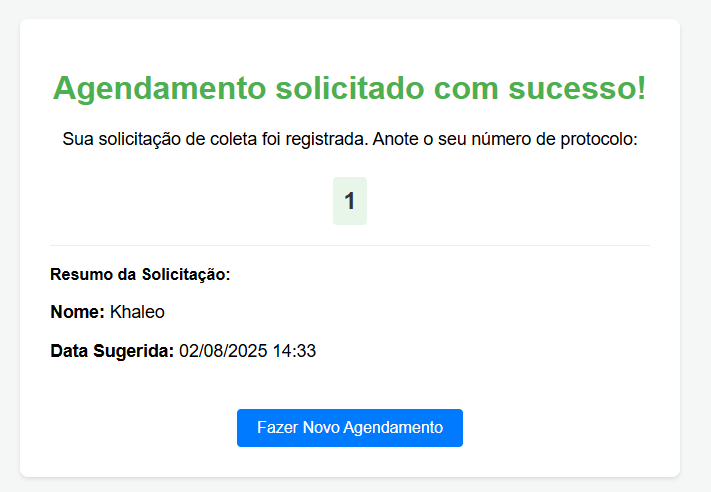 Agendamento solicitado com sucesso!
Sua solicitação de coleta foi registrada. Anote o seu número de protocolo:
1
Resumo da Solicitação:
Nome: Khaleo
Data Sugerida: 02/08/2025 14:33
Fazer Novo Agendamento